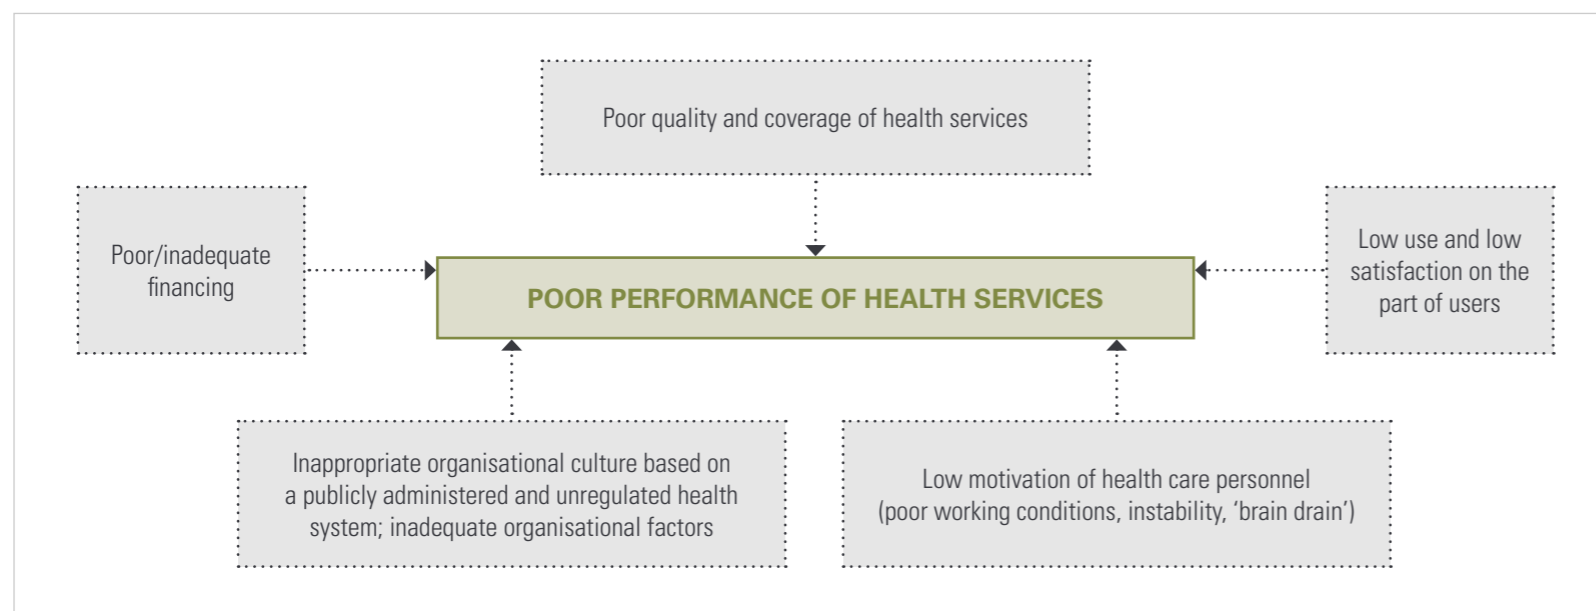 Poor quality and coverage of health services
Poor/inadequate
financing
POOR PERFORMANCE OF HEALTH SERVICES
Low use and low
satisfaction on the
part of users
Inappropriate organisational culture based on
a publicly administered and unregulated health
system; inadequate organisational factors
Low motivation of health care personnel
(poor working conditions, instability, ‘brain drain’)